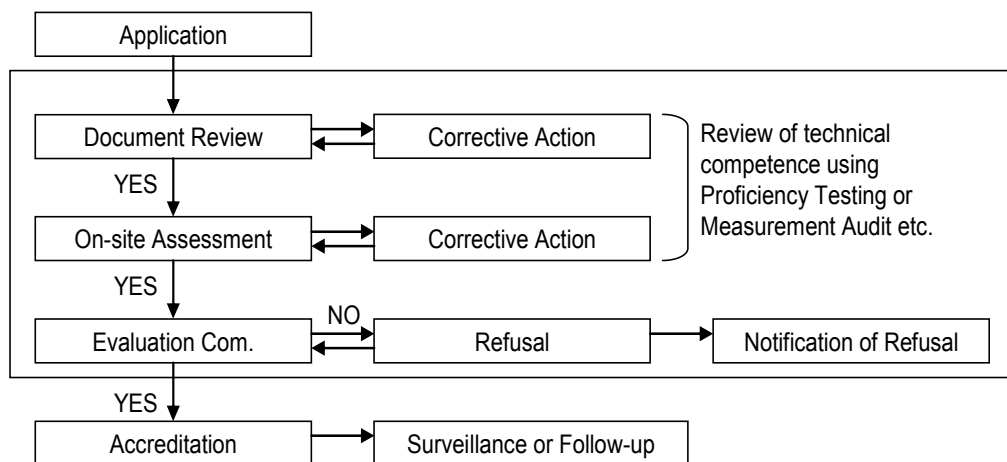 Application
Document Review
Corrective Action
Review of technical
competence using
Proficiency Testing or
Measurement Audit etc.
YES
On-site Assessment
Corrective Action
YES
Evaluation Com.
NO
Refusal
Notification of Refusal
YES
Accreditation
Surveillance or Follow-up